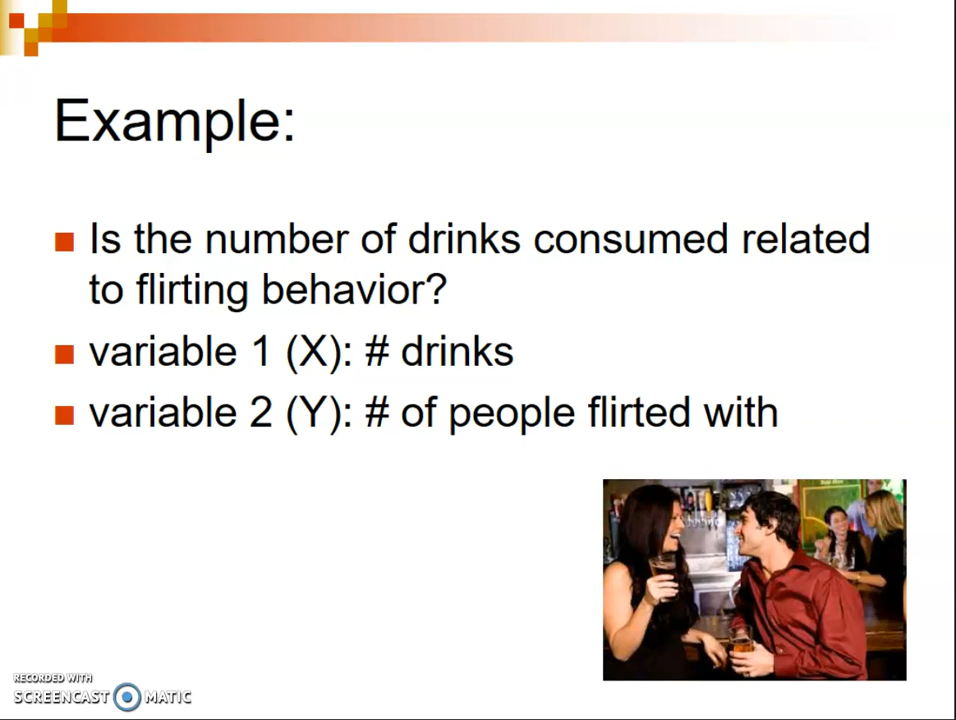 Example:
Is the number of drinks consumed related
to flirting behavior?
variable 1 (X): # drinks
variable 2 (Y): # of people flirted with
RECORDED WITH
SCREENCAST MATIC